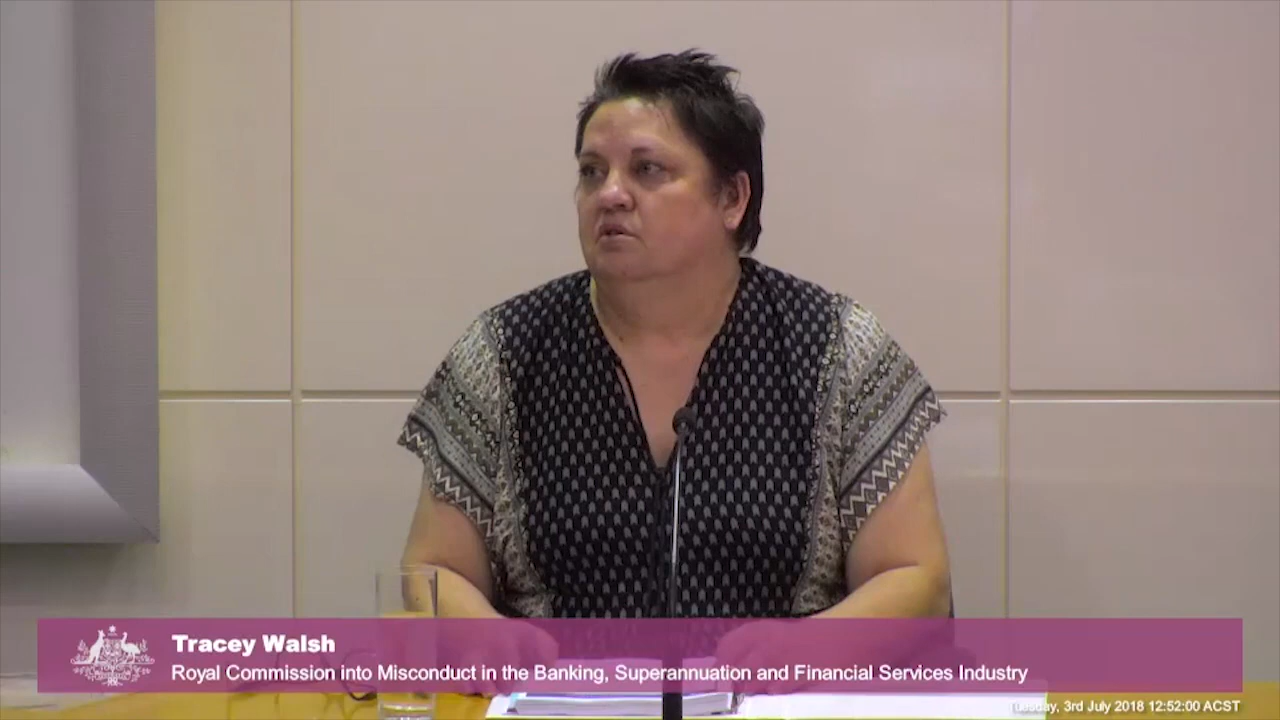 Tracey Walsh
Royal Commission into Misconduct in the Banking, Superannuation and Financial Services Industry
Tuesday, 3rd July 2018 12:52:00 ACST